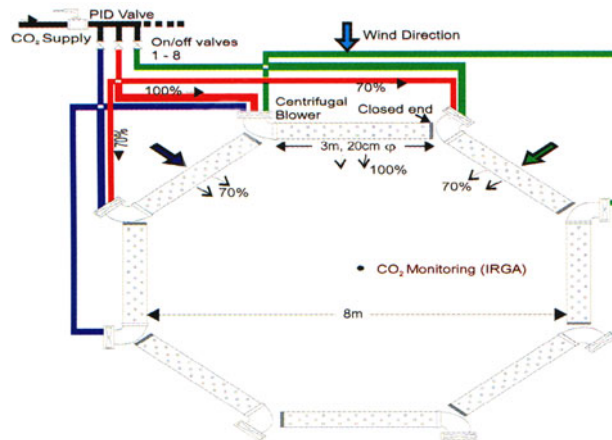 PID Valve
CO₂ Supply
On/off valves
1 - 8
Wind Direction
100%
70%
70%
Centrifugal
Blower
Closed end
3m, 20cm φ
100%
70%
70%
CO₂ Monitoring (IRGA)
8m